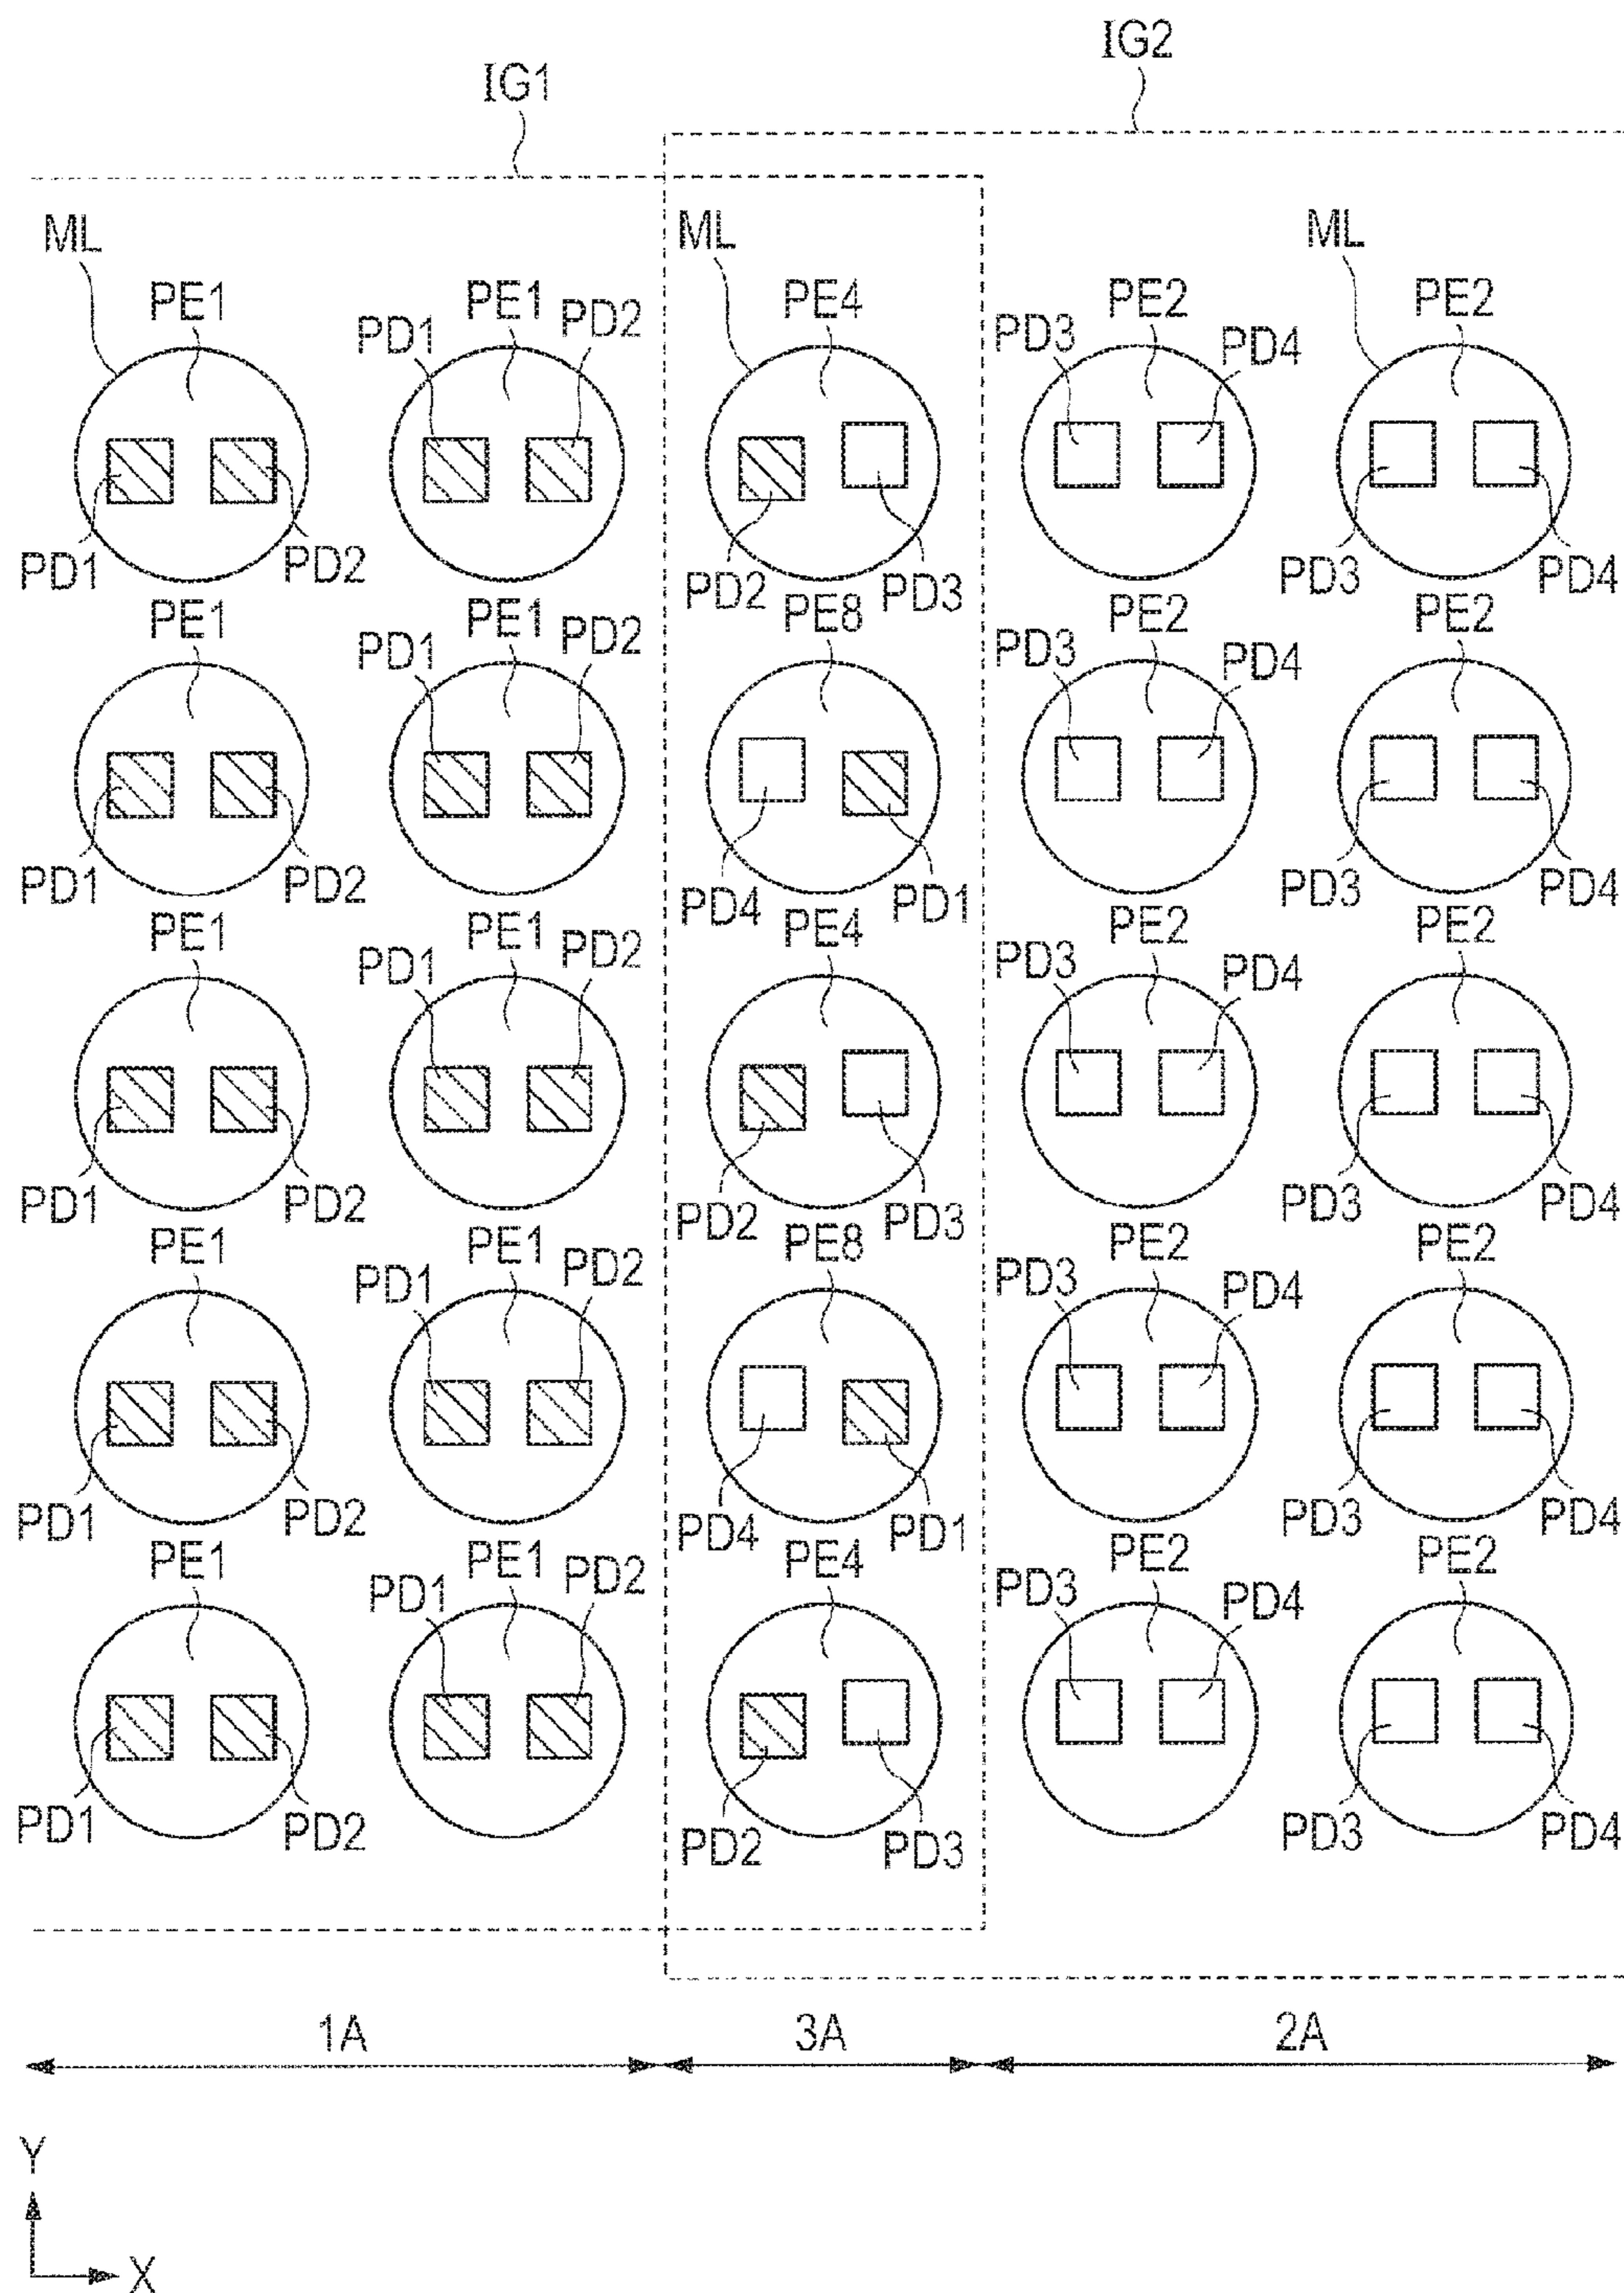 IG2
IG1
ML ML ML
PE1 PE1 PE4 PE2 PE2
PD1 PD2 PD3 PD4
PD1 PD2 PD2 PD3 PD3 PD4
PE1 PE1 PE8 PE2 PE2
PD1 PD2 PD3 PD4
PD1 PD2 PD4 PD1 PD3 PD4
PE1 PE1 PE4 PE2 PE2
PD1 PD2 PD3 PD4
PD1 PD2 PD2 PD3 PD3 PD4
PE1 PE1 PE8 PE2 PE2
PD1 PD2 PD3 PD4
PD1 PD2 PD4 PD1 PD3 PD4
PE1 PE1 PE4 PE2 PE2
PD1 PD2 PD3 PD4
PD1 PD2 PD2 PD3 PD3 PD4
1A 3A 2A
Y
X